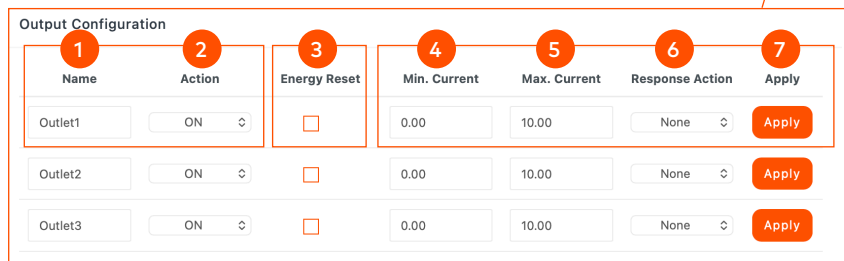 Output Configuration
1 2 3 4 5 6 7
Name Action Energy Reset Min. Current Max. Current Response Action Apply
Outlet1 ON 0.00 10.00 None Apply
Outlet2 ON 0.00 10.00 None Apply
Outlet3 ON 0.00 10.00 None Apply